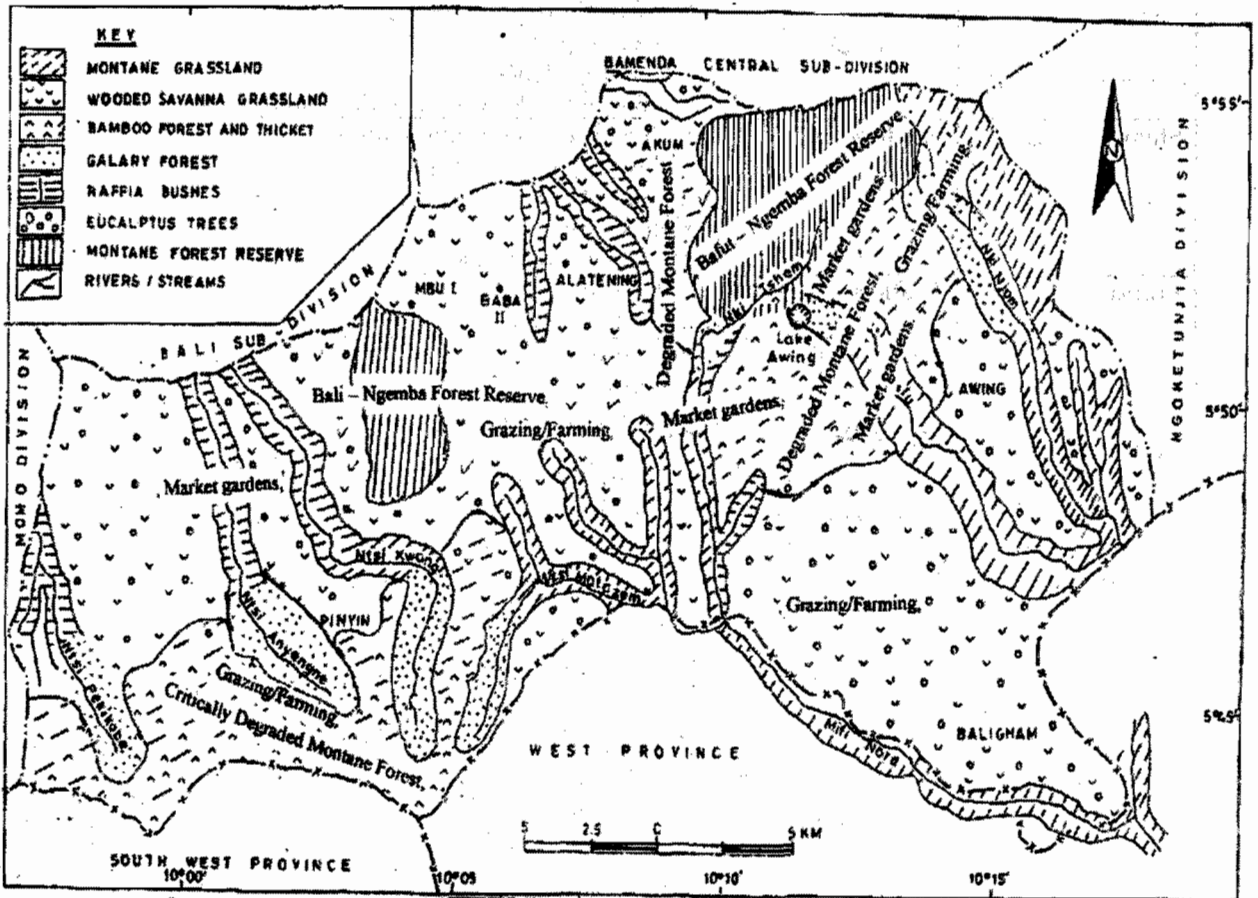 KEY
MONTANE GRASSLAND
WOODED SAVANNA GRASSLAND
BAMBOO FOREST AND THICKET
GALARY FOREST
RAFFIA BUSHES
EUCALPTUS TREES
MONTANE FOREST RESERVE
RIVERS / STREAMS
BAMENDA CENTRAL SUB-DIVISION
5°55'
NGOKETUNJIA DIVISION
AKUM
Bafut – Ngemba Forest Reserve
Degraded Montane Forest
Market gardens.
Grazing/Farming.
BALI SUB DIVISION
MBU I
BABA II
ALATENING
Lake Awing
Degraded Montane Forest.
Market gardens.
AWING
5°50'
MOMO DIVISION
Bali – Ngemba Forest Reserve
Grazing/Farming.
Market gardens.
Market gardens.
Ntsi Kwong
PINYIN
Ntsi Anyangne
Grazing/Farming.
Critically Degraded Montane Forest.
Grazing/Farming.
Mifi Nord
BALIGHAM
WEST PROVINCE
5 2.5 0 5 KM
SOUTH WEST PROVINCE
10°00'
10°05
10°10'
10°15'